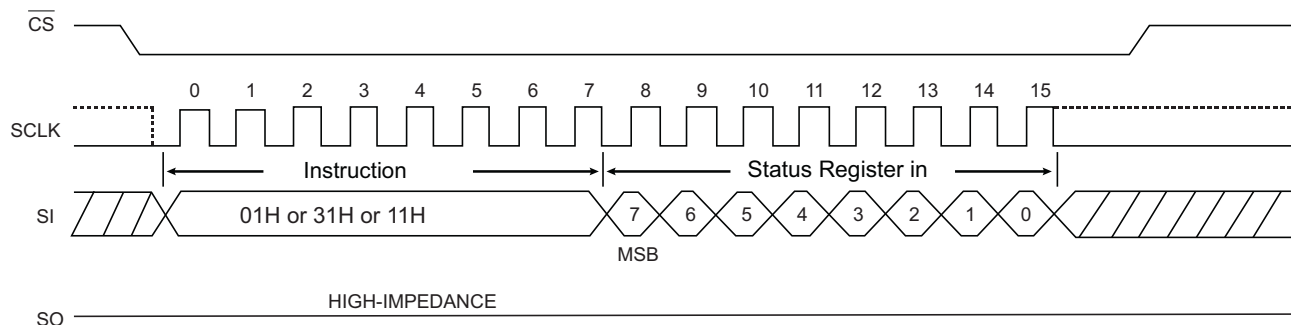 CS
0 1 2 3 4 5 6 7 8 9 10 11 12 13 14 15
SCLK
Instruction Status Register in
SI 01H or 31H or 11H 7 6 5 4 3 2 1 0
MSB
HIGH-IMPEDANCE
SO